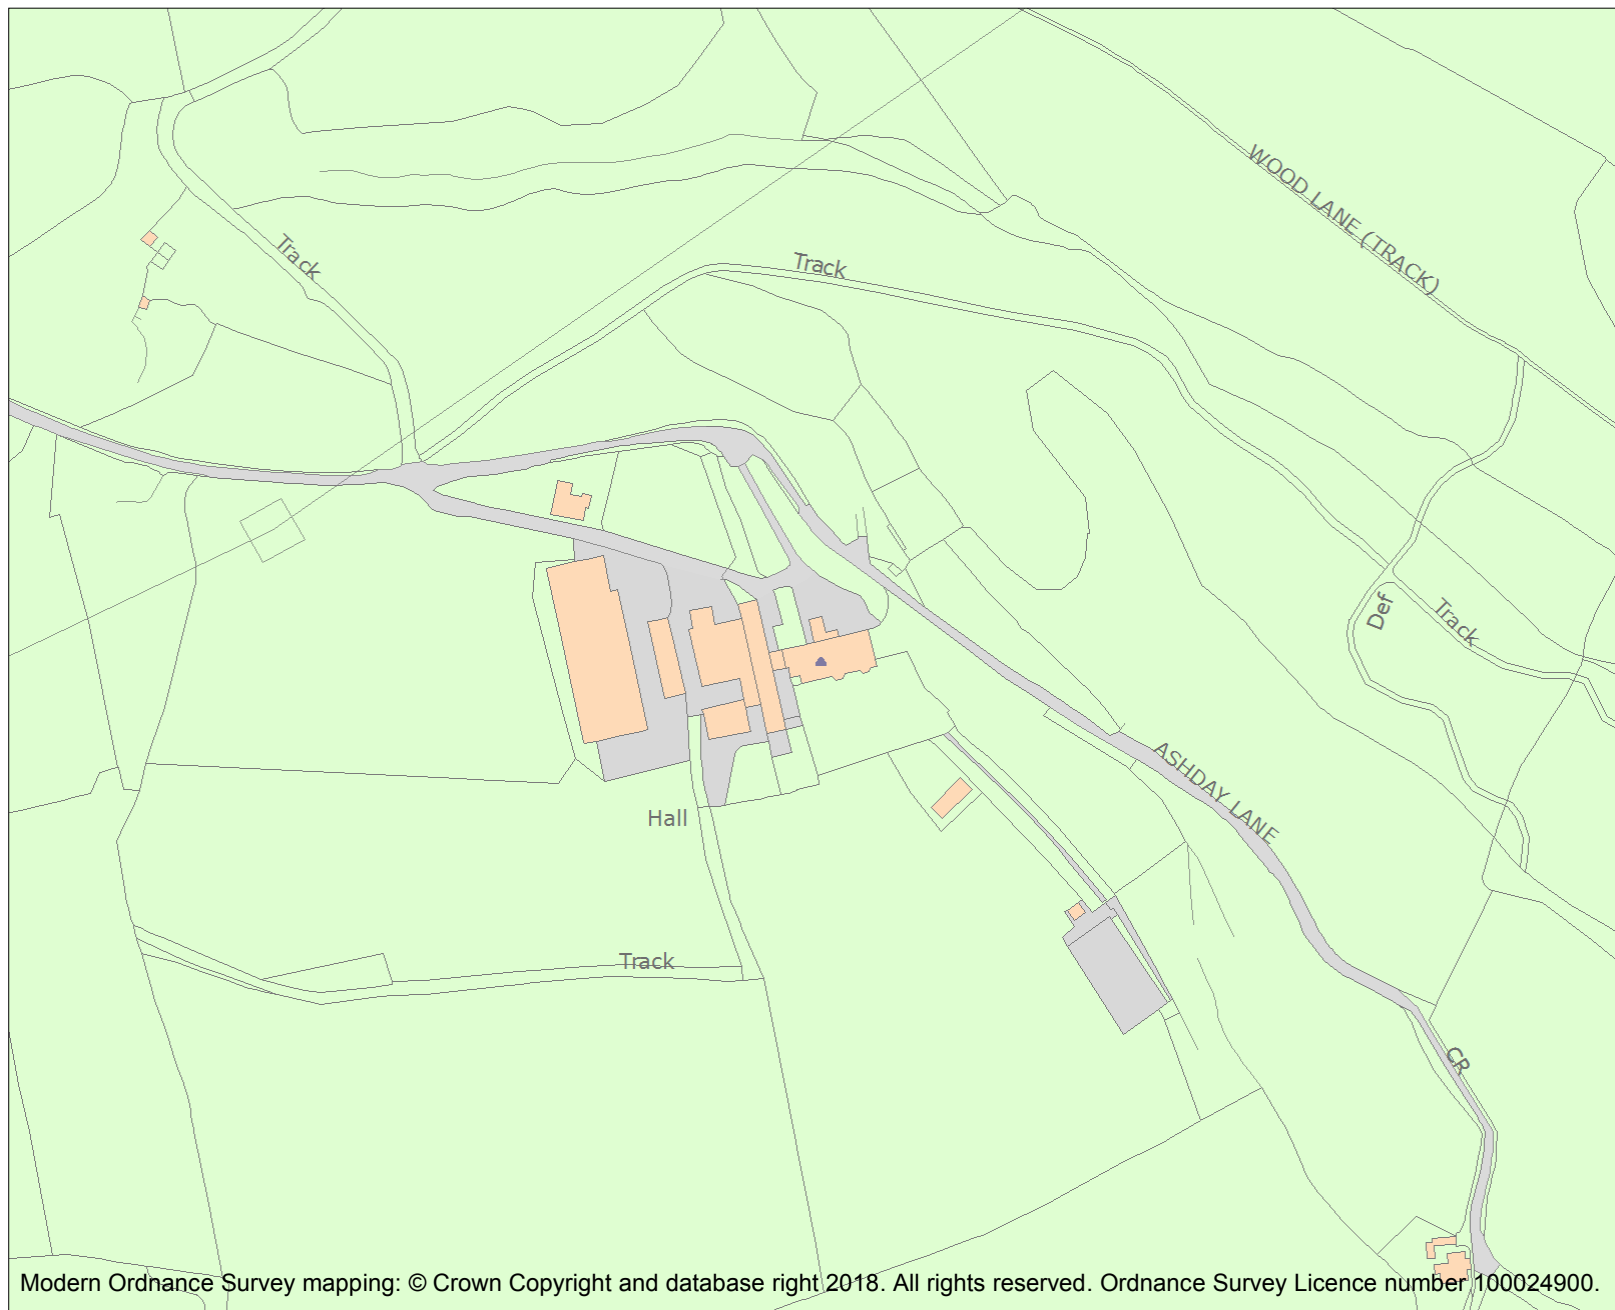 WOOD LANE (TRACK)
Track
Track
Def
Track
ASHDAY LANE
Hall
Track
CR
Modern Ordnance Survey mapping: © Crown Copyright and database right 2018. All rights reserved. Ordnance Survey Licence number 100024900.